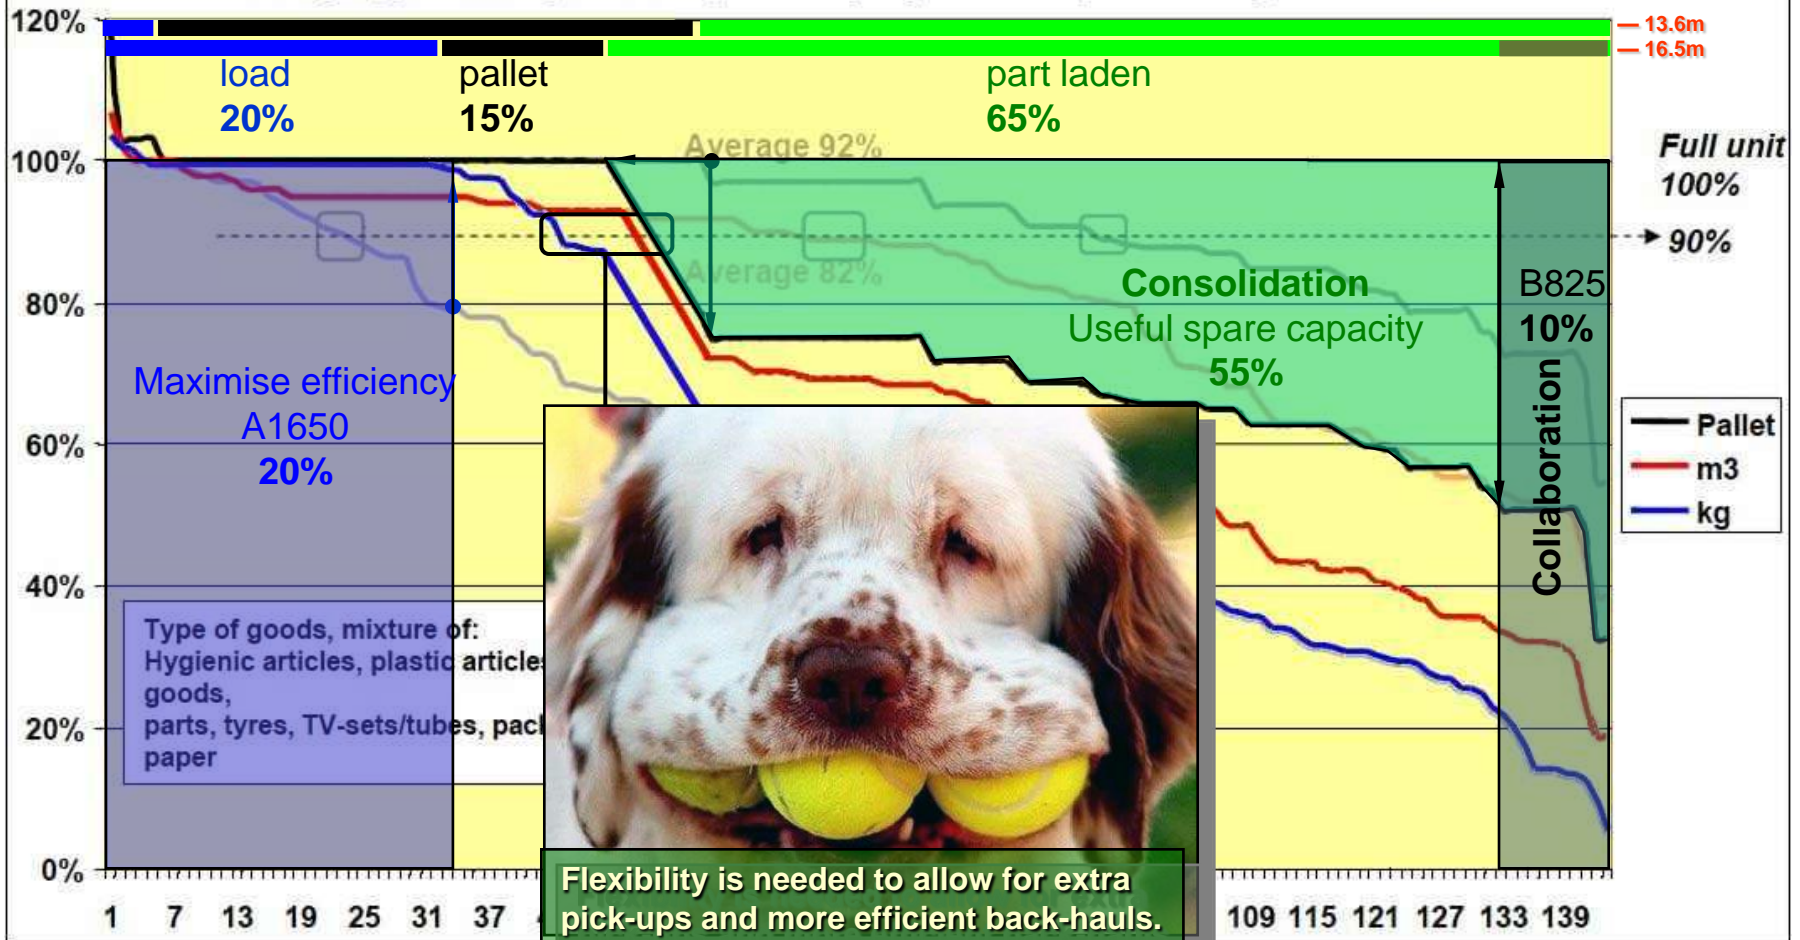 120%
13.6m
16.5m
load
20%
pallet
15%
part laden
65%
Average 92%
100%
Full unit
100%
90%
Average 82%
80%
Consolidation
Useful spare capacity
55%
B825
10%
Collaboration
Maximise efficiency
A1650
20%
60%
Pallet
m3
kg
40%
Type of goods, mixture of:
Hygienic articles, plastic articles
goods,
parts, tyres, TV-sets/tubes,
paper
20%
0%
Flexibility is needed to allow for extra
pick-ups and more efficient back-hauls.
1 7 13 19 25 31 37 109 115 121 127 133 139